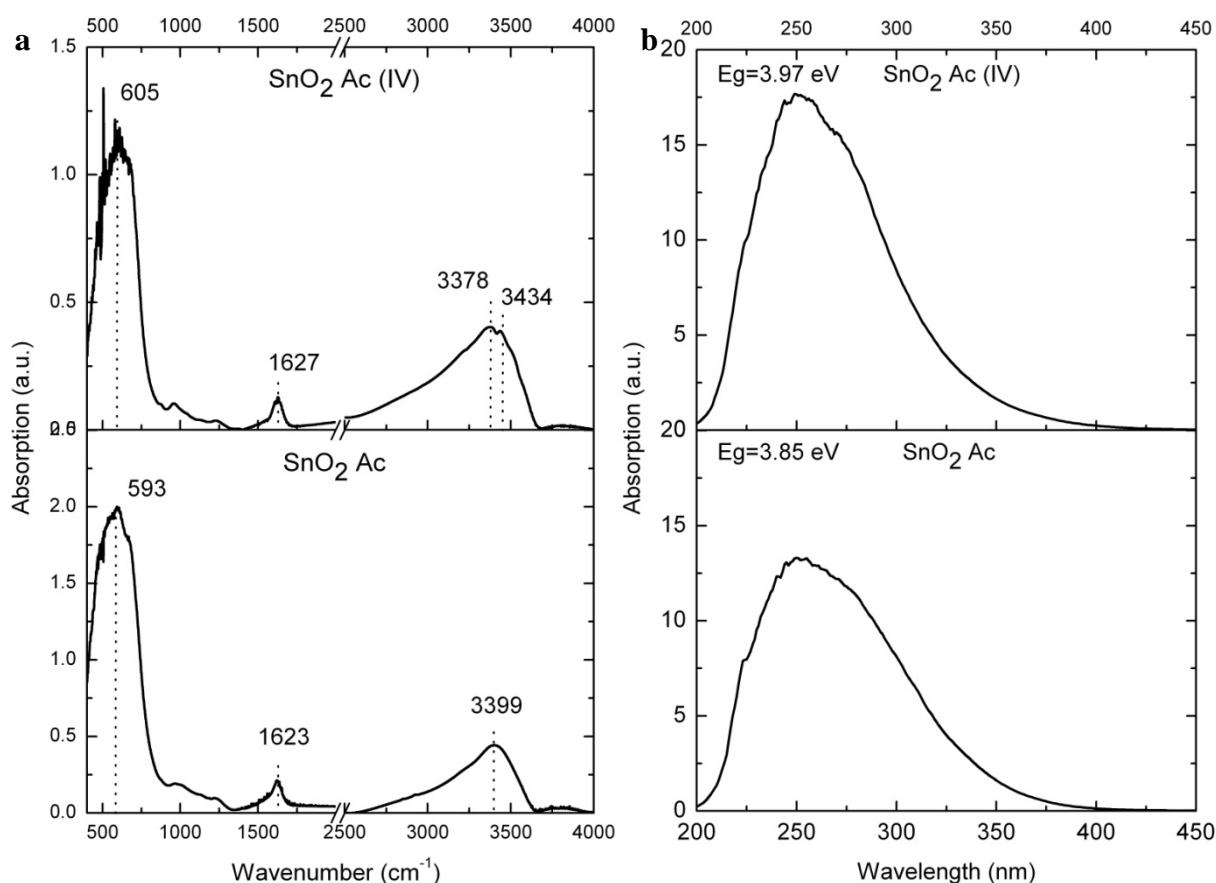 a
500 1000 1500 2500 3000 3500 4000
1.5
SnO2 Ac (IV)
605
1.0
0.5
3378
3434
1627
SnO2 Ac
593
2.0
1.5
1.0
0.5
0.0
1623
3399
500 1000 1500 2500 3000 3500 4000
Absorption (a.u.)
Wavenumber (cm-1)
b
200 250 300 350 400 450
20
Eg=3.97 eV SnO2 Ac (IV)
15
10
5
20
Eg=3.85 eV SnO2 Ac
15
10
5
0
200 250 300 350 400 450
Absorption (a.u.)
Wavelength (nm)